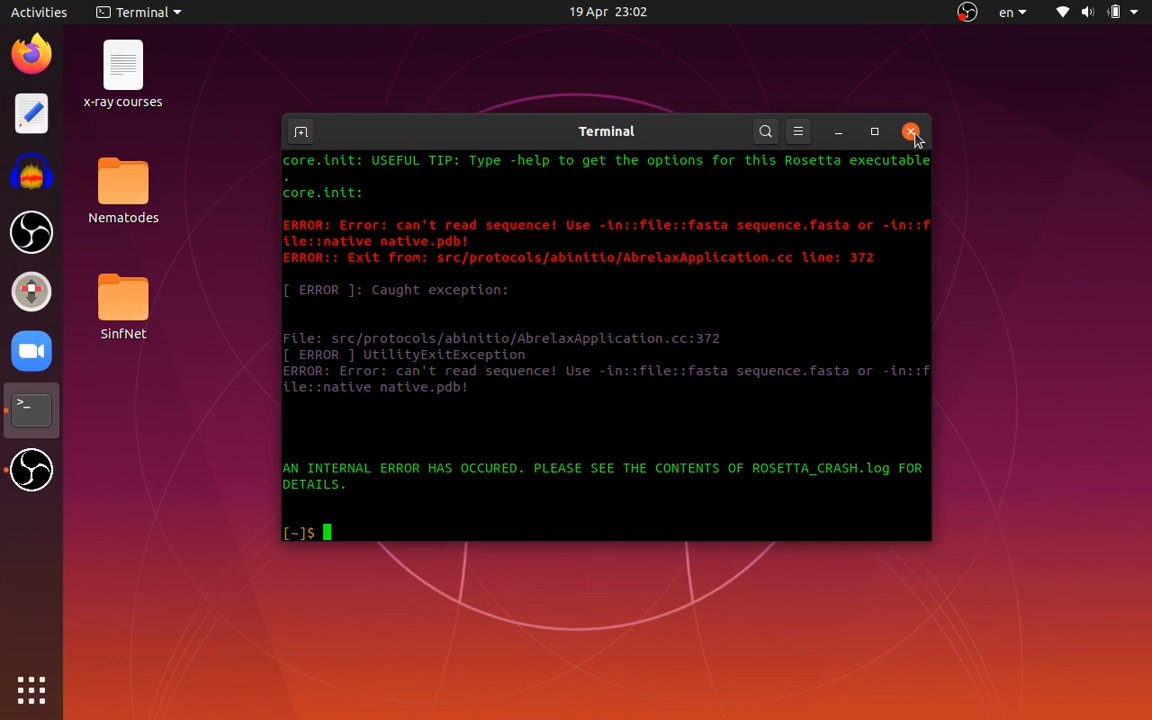 Activities
Terminal
19 Apr 23:02
en
x-ray courses
Nematodes
SinfNet
Terminal
core.init: USEFUL TIP: Type -help to get the options for this Rosetta executable
.
core.init:
ERROR: Error: can't read sequence! Use -in::file::fasta sequence.fasta or -in::f
ile::native native.pdb!
ERROR:: Exit from: src/protocols/abinitio/AbrelaxApplication.cc line: 372
[ ERROR ]: Caught exception:
File: src/protocols/abinitio/AbrelaxApplication.cc:372
[ ERROR ] UtilityExitException
ERROR: Error: can't read sequence! Use -in::file::fasta sequence.fasta or -in::f
ile::native native.pdb!
AN INTERNAL ERROR HAS OCCURED. PLEASE SEE THE CONTENTS OF ROSETTA_CRASH.log FOR
DETAILS.
[~]$